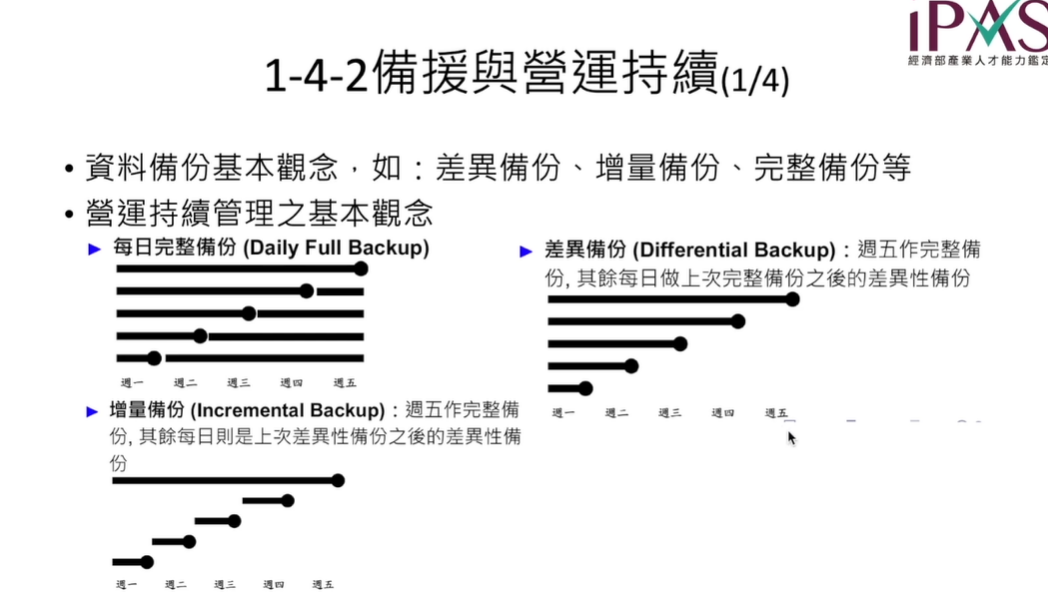 iPAS
經濟部產業人才能力鑑定
1-4-2備援與營運持續(1/4)
• 資料備份基本觀念，如：差異備份、增量備份、完整備份等
• 營運持續管理之基本觀念
每日完整備份 (Daily Full Backup)
週一 週二 週三 週四 週五
增量備份 (Incremental Backup)：週五作完整備
份, 其餘每日則是上次差異性備份之後的差異性備
份
週一 週二 週三 週四 週五
差異備份 (Differential Backup)：週五作完整備
份, 其餘每日做上次完整備份之後的差異性備份
週一 週二 週三 週四 週五